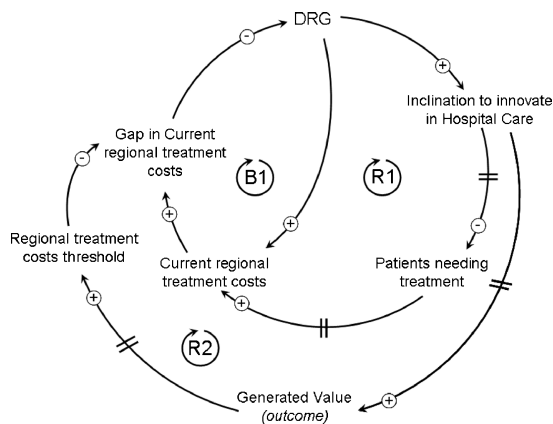 DRG
-
+
Inclination to innovate
in Hospital Care
Gap in Current
regional treatment
costs
-
B1
R1
-
+
+
Regional treatment
costs threshold
Current regional
treatment costs
Patients needing
treatment
+
+
R2
Generated Value
(outcome)
+